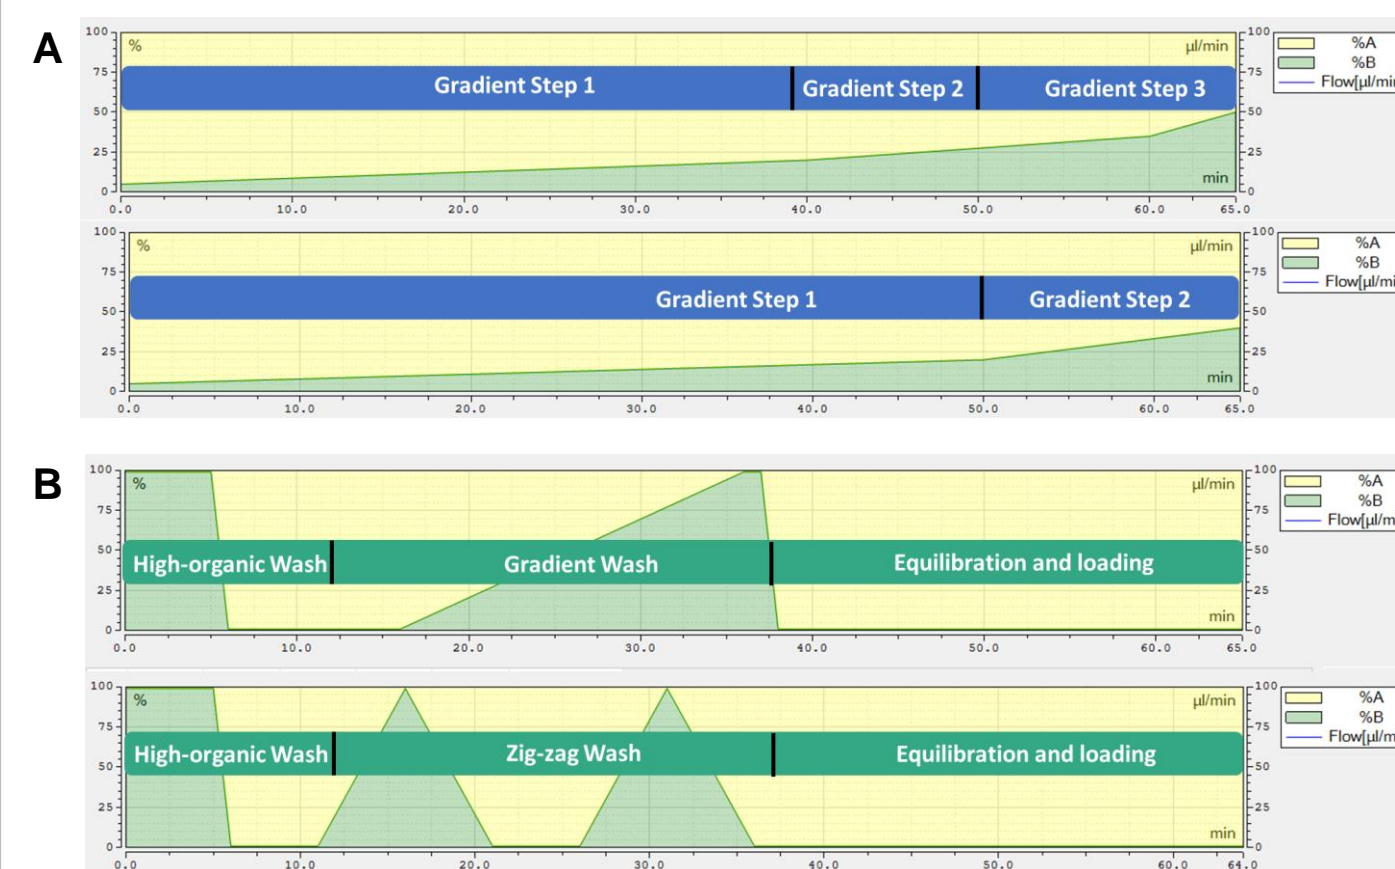 A
100
% µl/min
100
%A
%B
Flow[µl/min
75
75
Gradient Step 1 Gradient Step 2 Gradient Step 3
50
50
25
25
min
0
0
0.0 10.0 20.0 30.0 40.0 50.0 60.0 65.0
100
% µl/min
100
%A
%B
Flow[µl/mi
75
75
Gradient Step 1 Gradient Step 2
50
50
25
25
min
0
0
0.0 10.0 20.0 30.0 40.0 50.0 60.0 65.0
B
100
% µl/min
100
%A
%B
Flow[µl/m
75
75
50
50
High-organic Wash Gradient Wash Equilibration and loading
25
25
min
0
0
0.0 10.0 20.0 30.0 40.0 50.0 60.0 65.0
100
% µl/min
100
%A
%B
Flow[µl/m
75
75
High-organic Wash Zig-zag Wash Equilibration and loading
50
50
25
25
min
0
0
0.0 10.0 20.0 30.0 40.0 50.0 60.0 64.0